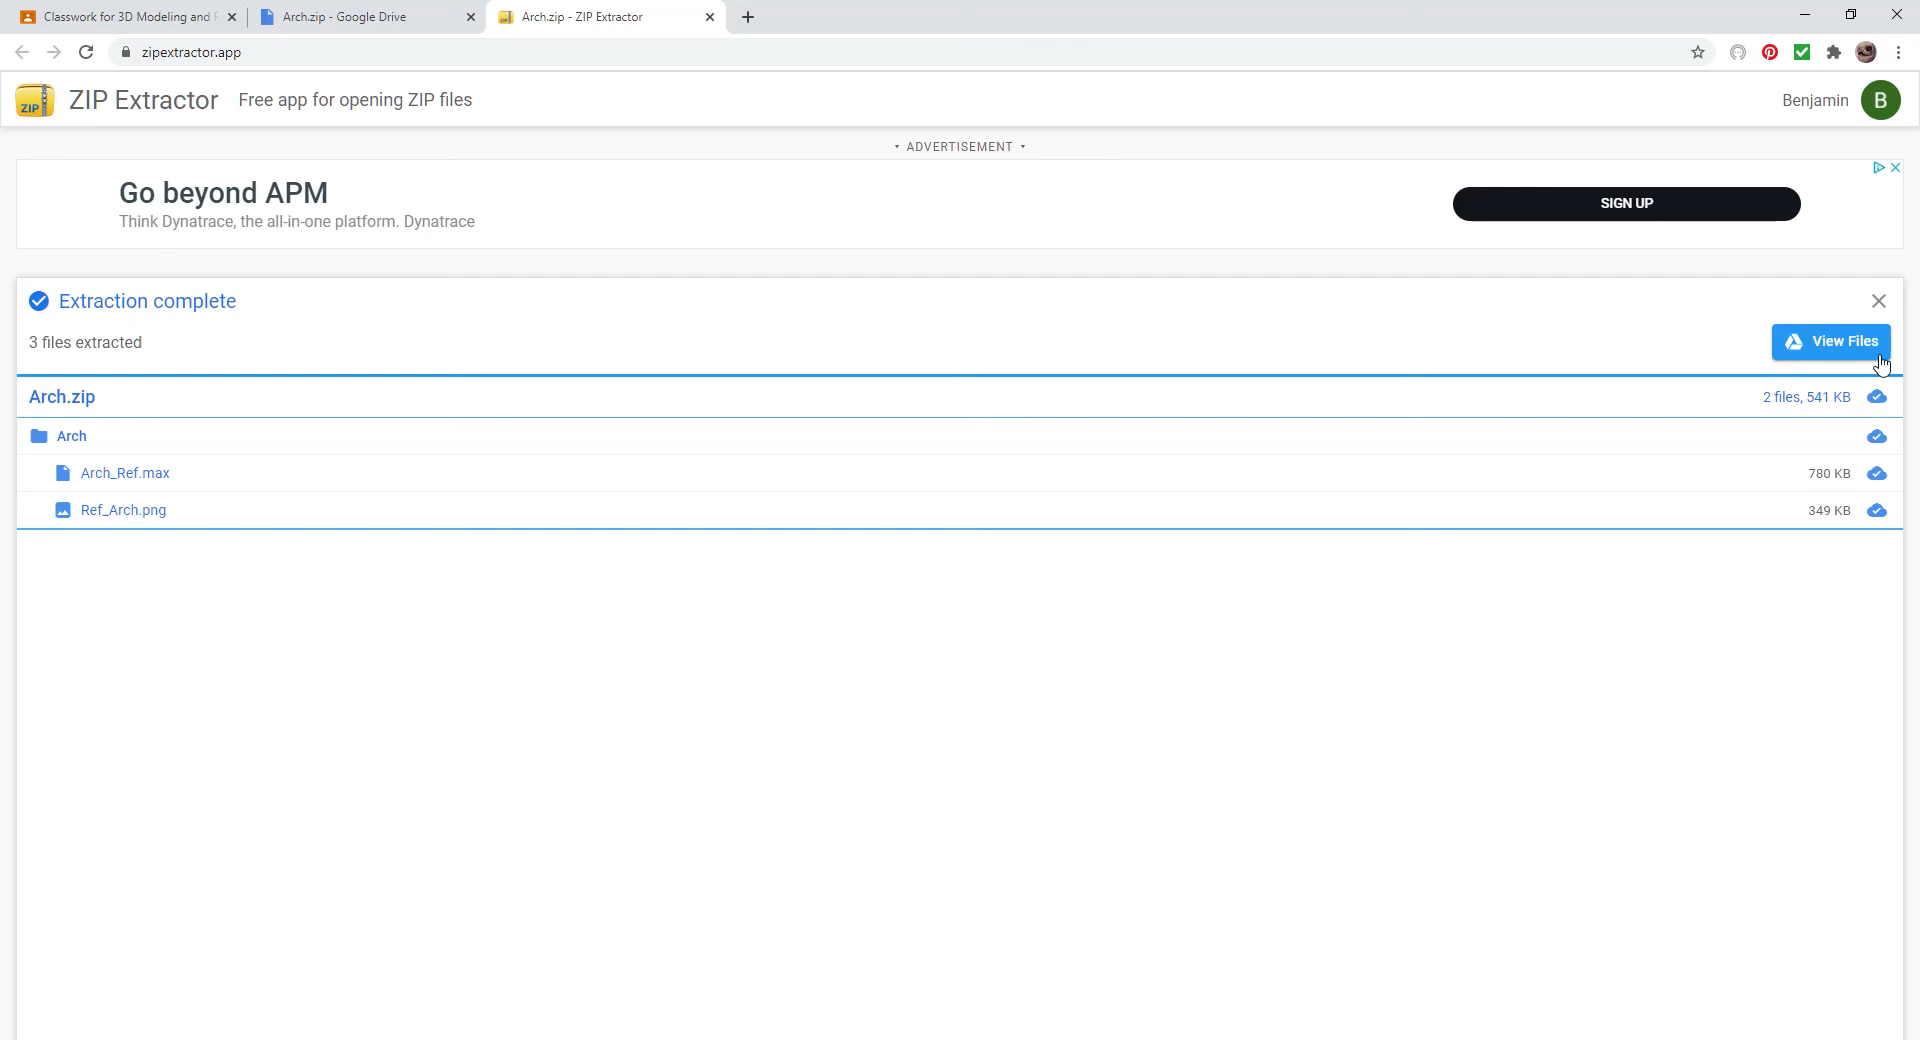 Classwork for 3D Modeling and
Arch.zip - Google Drive
Arch.zip - ZIP Extractor
zipextractor.app
ZIP
ZIP Extractor
Free app for opening ZIP files
Benjamin
B
• ADVERTISEMENT •
Go beyond APM
Think Dynatrace, the all-in-one platform. Dynatrace
SIGN UP
Extraction complete
3 files extracted
View Files
Arch.zip
2 files, 541 KB
Arch
Arch_Ref.max
780 KB
Ref_Arch.png
349 KB